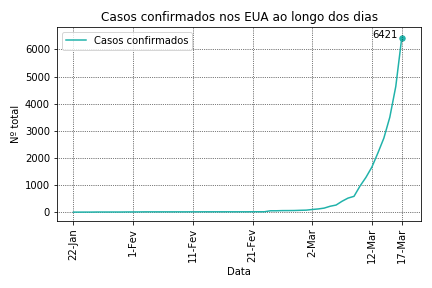 Casos confirmados nos EUA ao longo dos dias
Casos confirmados
6421
Nº total
6000
5000
4000
3000
2000
1000
0
22-Jan
1-Fev
11-Fev
21-Fev
2-Mar
12-Mar
17-Mar
Data